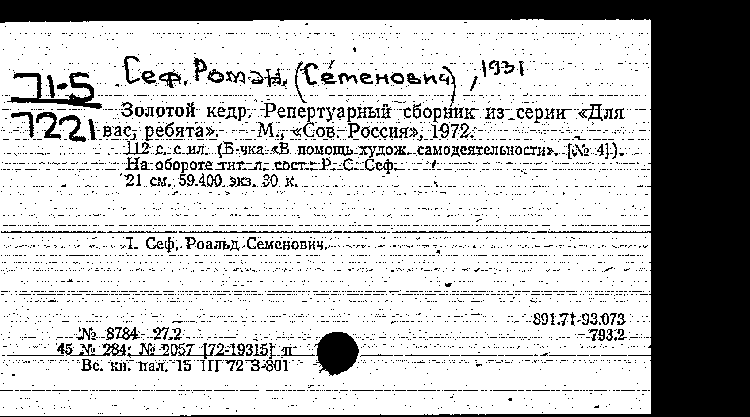 Сеф, Роман (Семенович), 1931
71-5
7221
Золотой кедр. Репертуарный сборник из серии «Для
вас, ребята». М., «Сов. Россия», 1972.
112 с. с ил. (Б-чка «В помощь худож. самодеятельности». [№ 4]).
На обороте тит. л. сост.: Р. С. Сеф.
21 см. 59.400 экз. 30 к.
1. Сеф, Роальд Семенович.
891.71-93.073
№ 8784 27.2
793.2
45 № 284; № 2057 [72-19315] п
Вс. кн. пал. 15 III 72 З-801